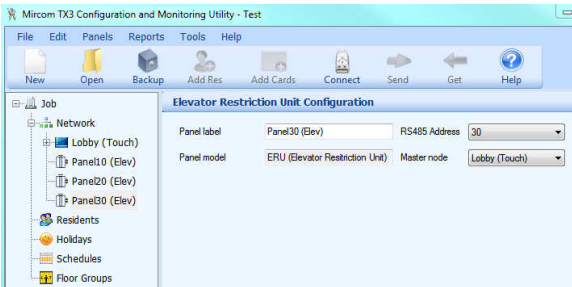 Mircom TX3 Configuration and Monitoring Utility - Test
File Edit Panels Reports Tools Help
New Open Backup Add Res Add Cards Connect Send Get Help
Job
Network
Lobby (Touch)
Panel10 (Elev)
Panel20 (Elev)
Panel30 (Elev)
Residents
Holidays
Schedules
Floor Groups
Elevator Restriction Unit Configuration
Panel label Panel30 (Elev) RS485 Address 30
Panel model ERU (Elevator Resitriction Unit) Master node Lobby (Touch)